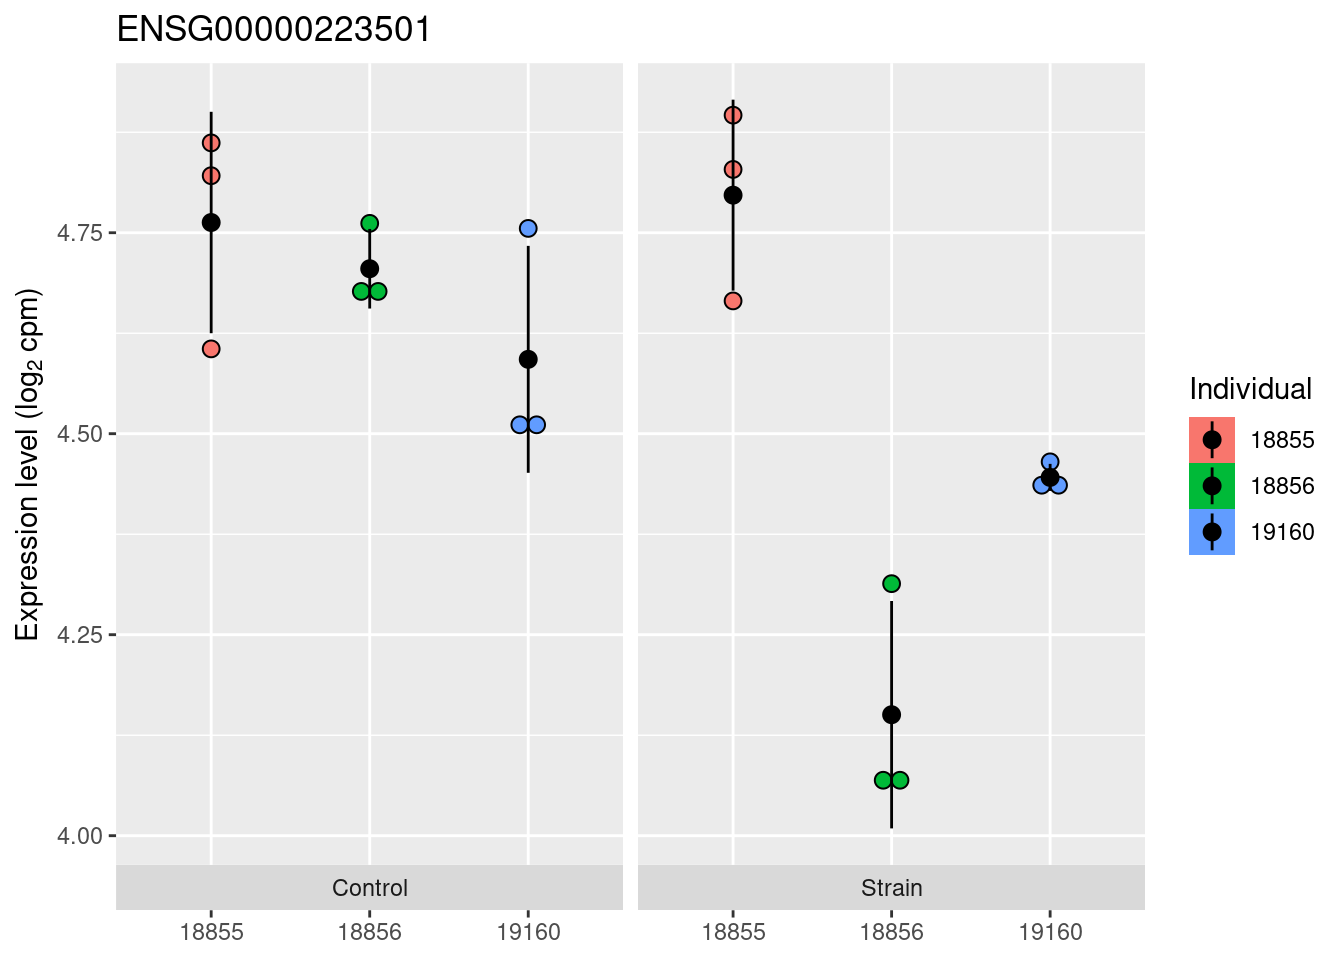 ENSG00000223501
Expression level (log₂ cpm)
4.75
4.50
4.25
4.00
Control
Strain
18855
18856
19160
18855
18856
19160
Individual
18855
18856
19160